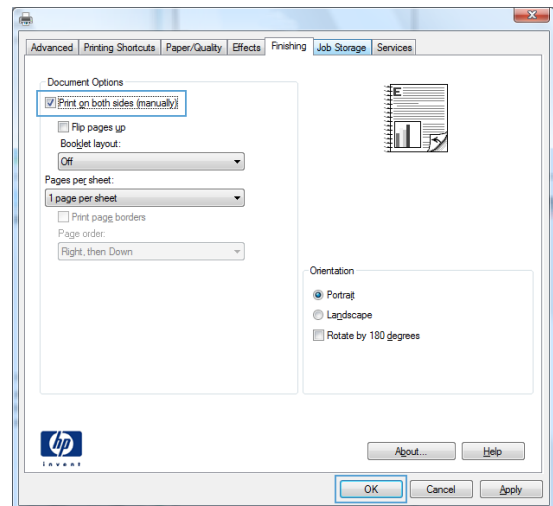 Advanced Printing Shortcuts Paper/Quality Effects Finishing Job Storage Services
Document Options
Print on both sides (manually)
Flip pages up
Booklet layout:
Off
Pages per sheet:
1 page per sheet
Print page borders
Page order:
Right, then Down
E
Orientation
Portrait
Landscape
Rotate by 180 degrees
hp
invent
About... Help
OK Cancel Apply